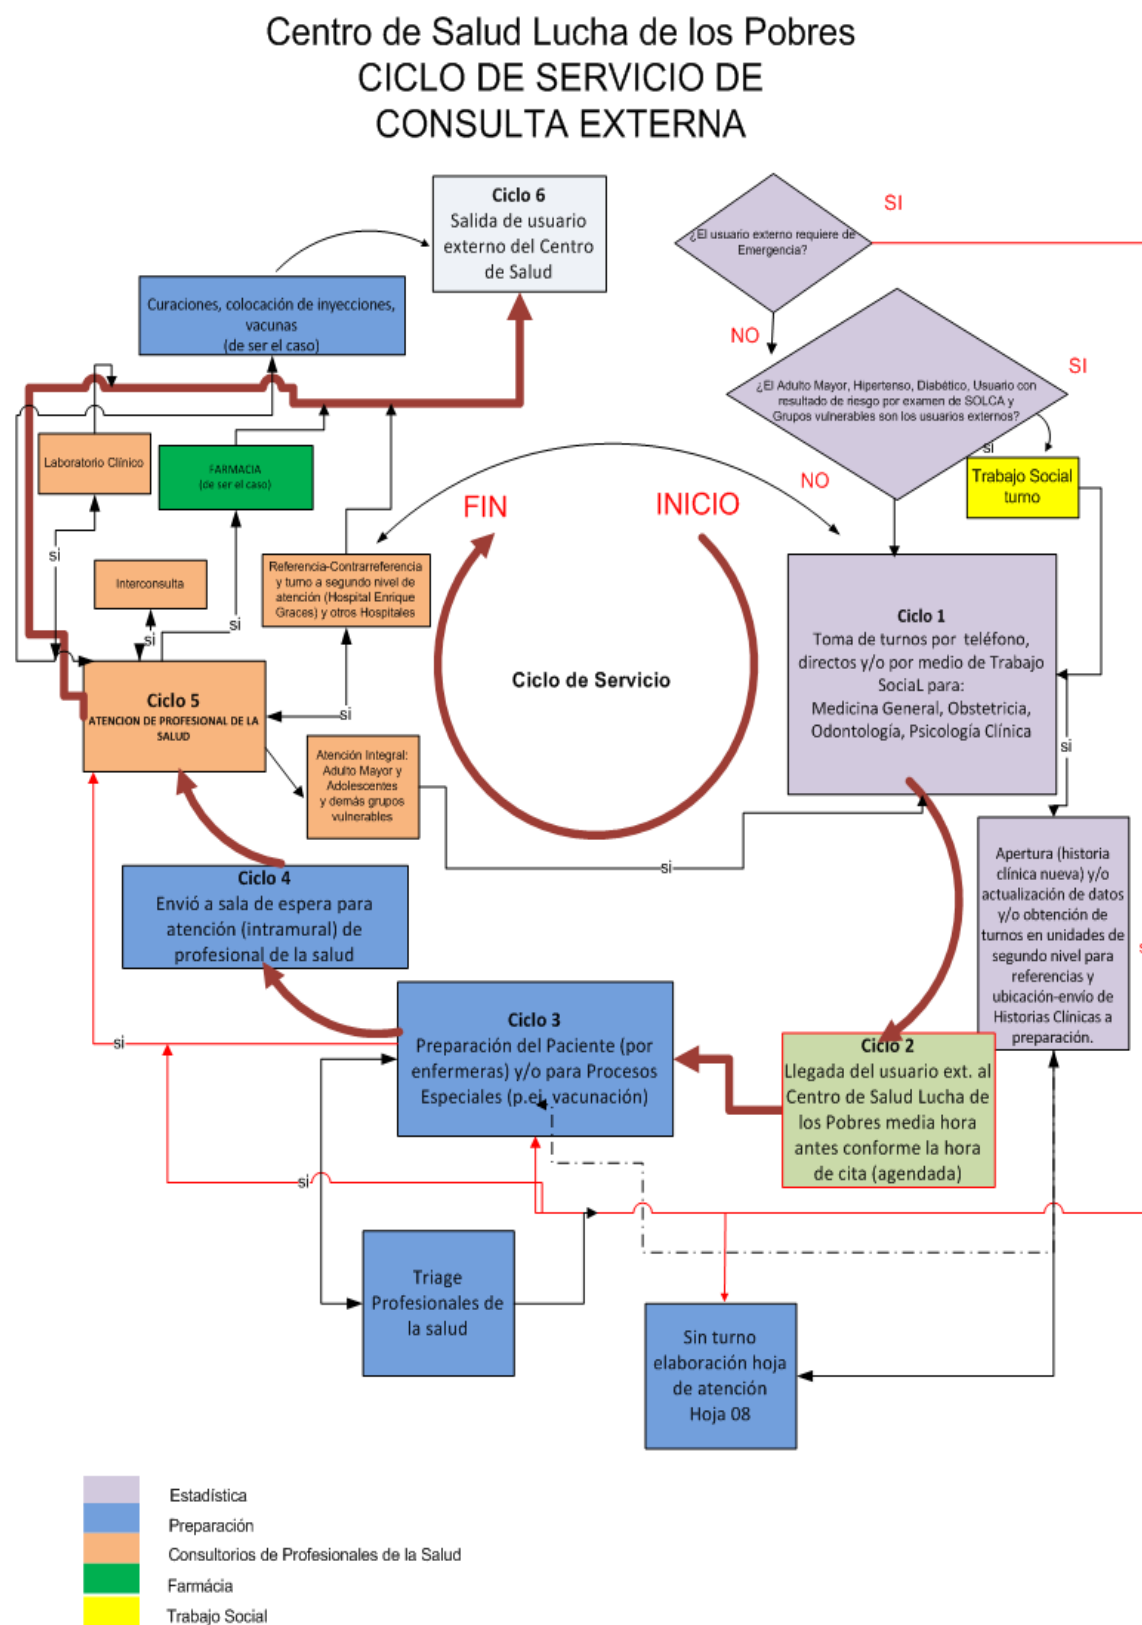 Centro de Salud Lucha de los Pobres
CICLO DE SERVICIO DE
CONSULTA EXTERNA
Ciclo 6
Salida de usuario
externo del Centro
de Salud
¿El usuario externo requiere de
Emergencia?
SI
NO
¿El Adulto Mayor, Hipertenso, Diabético, Usuario con
resultado de riesgo por examen de SOLCA y
Grupos vulnerables son los usuarios externos?
SI
si
NO
Trabajo Social
turno
Curaciones, colocación de inyecciones,
vacunas
(de ser el caso)
Laboratorio Clínico
FARMACIA
(de ser el caso)
si
Interconsulta
si
si
Referencia-Contrarreferencia
y turno a segundo nivel de
atención (Hospital Enrique
Graces) y otros Hospitales
si
FIN
INICIO
Ciclo de Servicio
Ciclo 1
Toma de turnos por teléfono,
directos y/o por medio de Trabajo
SociaL para:
Medicina General, Obstetricia,
Odontología, Psicología Clínica
si
Ciclo 5
ATENCION DE PROFESIONAL DE LA
SALUD
Atención Integral:
Adulto Mayor y
Adolescentes
y demás grupos
vulnerables
si
Apertura (historia
clínica nueva) y/o
actualización de datos
y/o obtención de
turnos en unidades de
segundo nivel para
referencias y
ubicación-envío de
Historias Clínicas a
preparación.
Ciclo 4
Envió a sala de espera para
atención (intramural) de
profesional de la salud
Ciclo 3
Preparación del Paciente (por
enfermeras) y/o para Procesos
Especiales (p.ej. vacunación)
si
Ciclo 2
Llegada del usuario ext. al
Centro de Salud Lucha de
los Pobres media hora
antes conforme la hora
de cita (agendada)
si
Triage
Profesionales de
la salud
Sin turno
elaboración hoja
de atención
Hoja 08
Estadística
Preparación
Consultorios de Profesionales de la Salud
Farmácia
Trabajo Social